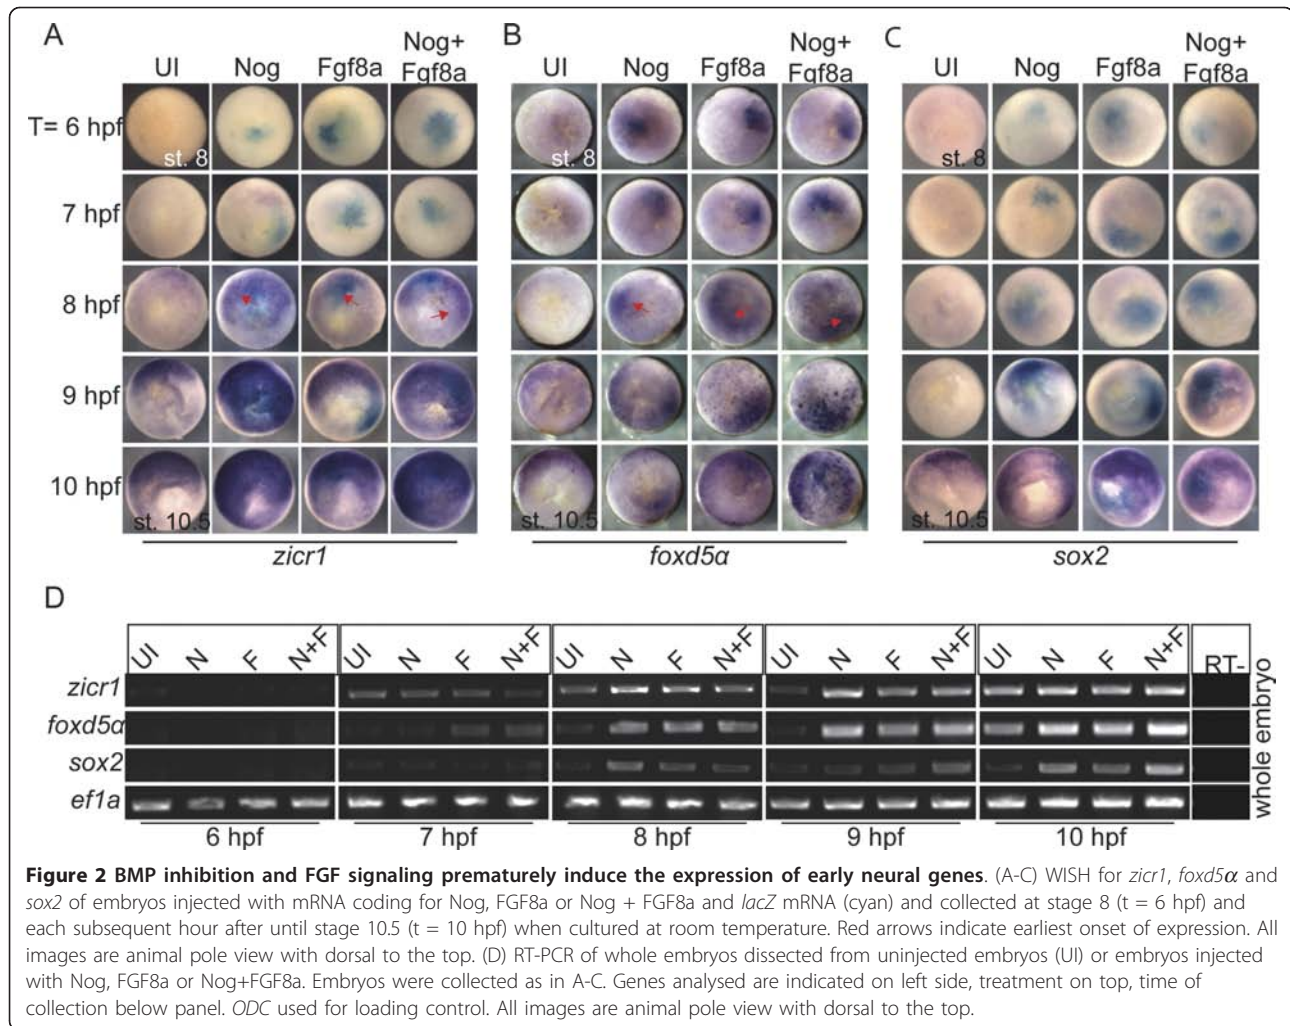 A
B
C
UI Nog Fgf8a Nog+ Fgf8a
UI Nog Fgf8a Nog+ Fgf8a
UI Nog Fgf8a Nog+ Fgf8a
T= 6 hpf
st. 8
st. 8
st. 8
7 hpf
8 hpf
9 hpf
10 hpf
st. 10.5
st. 10.5
st. 10.5
zicr1
foxd5α
sox2
D
UI N F N+F UI N F N+F UI N F N+F UI N F N+F UI N F N+F RT-
zicr1
foxd5α
sox2
ef1a
whole embryo
6 hpf 7 hpf 8 hpf 9 hpf 10 hpf
Figure 2 BMP inhibition and FGF signaling prematurely induce the expression of early neural genes. (A-C) WISH for zicr1, foxd5α and
sox2 of embryos injected with mRNA coding for Nog, FGF8a or Nog + FGF8a and lacZ mRNA (cyan) and collected at stage 8 (t = 6 hpf) and
each subsequent hour after until stage 10.5 (t = 10 hpf) when cultured at room temperature. Red arrows indicate earliest onset of expression. All
images are animal pole view with dorsal to the top. (D) RT-PCR of whole embryos dissected from uninjected embryos (UI) or embryos injected
with Nog, FGF8a or Nog+FGF8a. Embryos were collected as in A-C. Genes analysed are indicated on left side, treatment on top, time of
collection below panel. ODC used for loading control. All images are animal pole view with dorsal to the top.